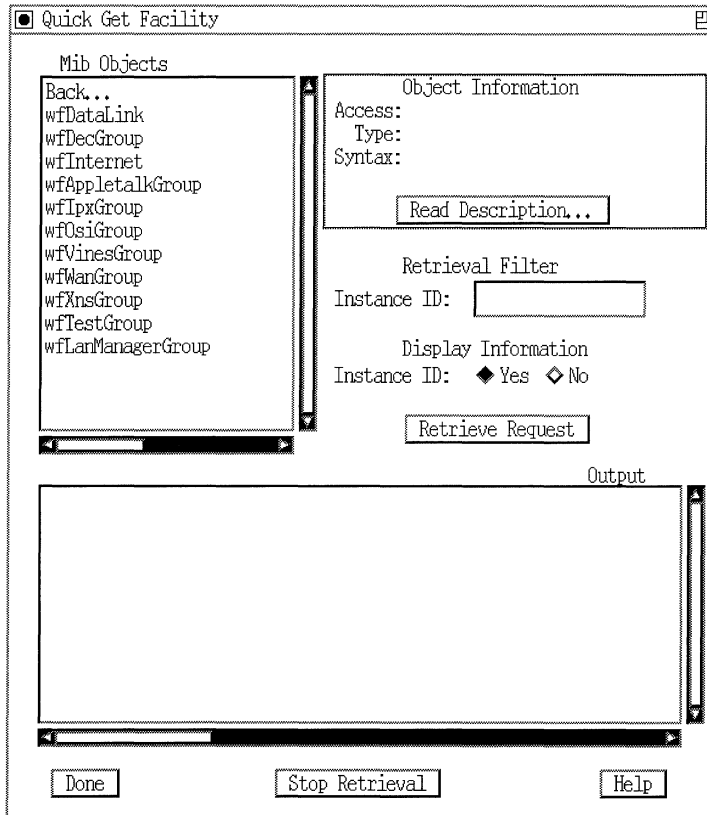 Quick Get Facility
Mib Objects
Back...
wfDataLink
wfDecGroup
wfInternet
wfAppletalkGroup
wfIpxGroup
wfOsiGroup
wfVinesGroup
wfWanGroup
wfXnsGroup
wfTestGroup
wfLanManagerGroup
Object Information
Access:
Type:
Syntax:
Read Description...
Retrieval Filter
Instance ID:
Display Information
Instance ID: Yes No
Retrieve Request
Output
Done Stop Retrieval Help